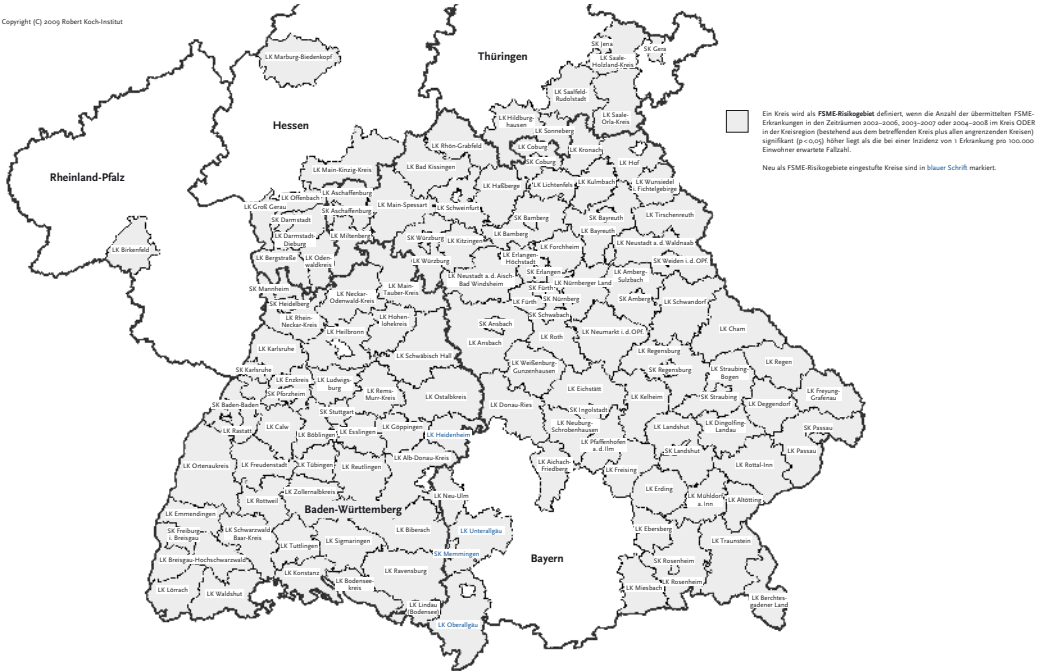 Copyright (C) 2009 Robert Koch-Institut
Thüringen
Hessen
Rheinland-Pfalz
Baden-Württemberg
Bayern
Ein Kreis wird als FSME-Risikogebiet definiert, wenn die Anzahl der übermittelten FSME-
Erkrankungen in den Zeiträumen 2002–2006, 2003–2007 oder 2004–2008 im Kreis ODER
in der Kreisregion (bestehend aus dem betreffenden Kreis plus allen angrenzenden Kreisen)
signifikant (p<0,05) höher liegt als die bei einer Inzidenz von 1 Erkrankung pro 100.000
Einwohner erwartete Fallzahl.
Neu als FSME-Risikogebiete eingestufte Kreise sind in blauer Schrift markiert.
LK Marburg-Biedenkopf
SK Jena
SK Gera
LK Saale-
Holzland-Kreis
LK Saalfeld-
Rudolstadt
LK Saale-
Orla-Kreis
LK Hildburg-
hausen
LK Sonneberg
LK Rhön-Grabfeld
LK Coburg
SK Coburg
LK Kronach
LK Hof
LK Bad Kissingen
LK Main-Kinzig-Kreis
LK Haßberge
LK Lichtenfels
LK Kulmbach
LK Wunsiedel
i. Fichtelgebirge
LK Offenbach
LK Aschaffenburg
SK Aschaffenburg
LK Main-Spessart
LK Schweinfurt
LK Groß Gerau
SK Darmstadt
LK Darmstadt-
Dieburg
LK Miltenberg
SK Würzburg
LK Kitzingen
LK Würzburg
SK Bamberg
LK Bamberg
SK Bayreuth
LK Bayreuth
LK Tirschenreuth
LK Birkenfeld
LK Bergstraße
LK Oden-
waldkreis
LK Erlangen-
Höchstadt
LK Forchheim
LK Neustadt a.d. Waldnaab
SK Weiden i.d. OPf.
LK Neustadt a.d. Aisch-
Bad Windsheim
SK Erlangen
SK Fürth
LK Fürth
LK Nürnberger Land
SK Nürnberg
SK Schwabach
LK Amberg-
Sulzbach
SK Amberg
LK Schwandorf
SK Mannheim
SK Heidelberg
LK Rhein-
Neckar-Kreis
LK Neckar-
Odenwald-Kreis
LK Main-
Tauber-Kreis
LK Hohen-
lohekreis
LK Heilbronn
SK Ansbach
LK Ansbach
LK Roth
LK Neumarkt i.d. OPf.
LK Cham
LK Karlsruhe
SK Karlsruhe
LK Schwäbisch Hall
LK Weißenburg-
Gunzenhausen
LK Regensburg
SK Regensburg
LK Straubing-
Bogen
SK Straubing
LK Regen
LK Freyung-
Grafenau
LK Deggendorf
LK Enzkreis
SK Pforzheim
LK Ludwigs-
burg
LK Rems-
Murr-Kreis
LK Ostalbkreis
LK Donau-Ries
LK Eichstätt
SK Ingolstadt
LK Kelheim
SK Baden-Baden
LK Rastatt
LK Calw
SK Stuttgart
LK Böblingen
LK Esslingen
LK Göppingen
LK Heidenheim
LK Neuburg-
Schrobenhausen
LK Pfaffenhofen
a.d. Ilm
LK Landshut
SK Landshut
LK Dingolfing-
Landau
SK Passau
LK Passau
LK Rottal-Inn
LK Ortenaukreis
LK Freudenstadt
LK Tübingen
LK Reutlingen
LK Alb-Donau-Kreis
LK Aichach-
Friedberg
LK Freising
LK Erding
LK Mühldorf
a. Inn
LK Altötting
LK Rottweil
LK Zollernalbkreis
LK Neu-Ulm
LK Emmendingen
SK Freiburg
i. Breisgau
LK Schwarzwald
Baar-Kreis
LK Tuttlingen
LK Sigmaringen
LK Biberach
LK Unterallgäu
SK Memmingen
LK Ebersberg
LK Traunstein
SK Rosenheim
LK Rosenheim
LK Miesbach
LK Berchtes-
gadener Land
LK Breisgau-Hochschwarzwald
LK Lörrach
LK Waldshut
LK Konstanz
LK Bodensee-
kreis
LK Ravensburg
LK Lindau
(Bodensee)
LK Oberallgäu